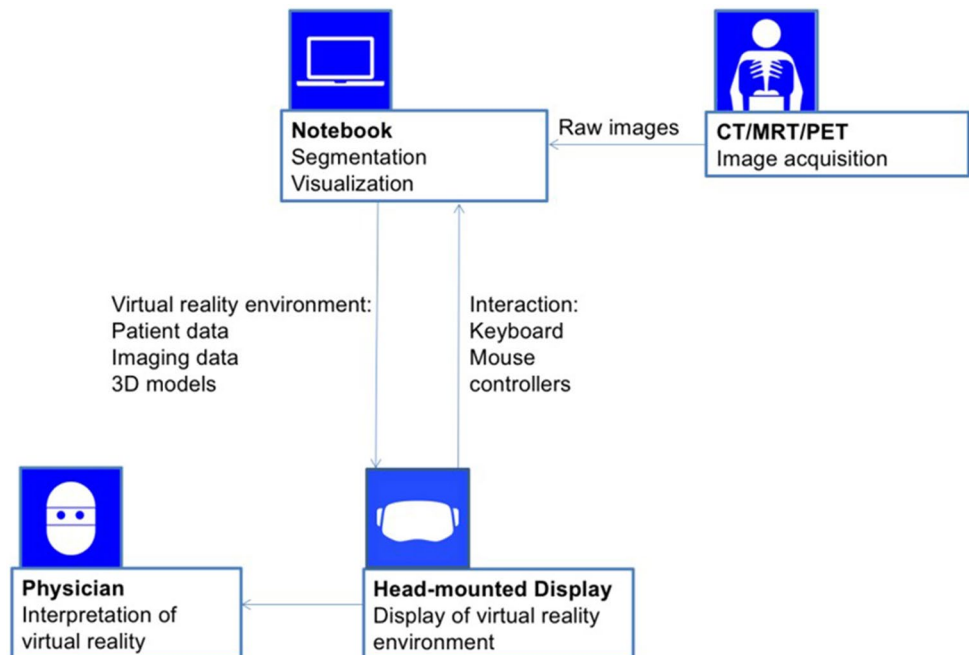 Notebook
Segmentation
Visualization
Raw images
CT/MRT/PET
Image acquisition
Virtual reality environment:
Patient data
Imaging data
3D models
Interaction:
Keyboard
Mouse
controllers
Physician
Interpretation of
virtual reality
Head-mounted Display
Display of virtual reality
environment